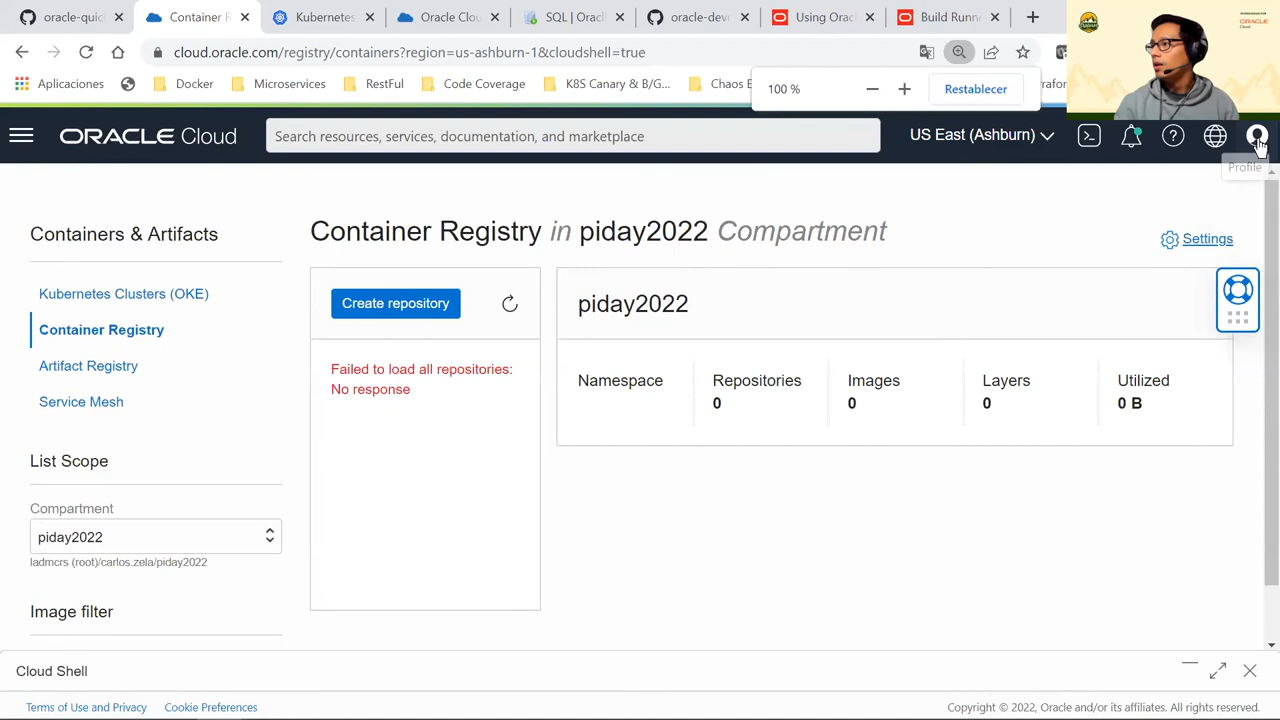 oracle-quic
Container R
Kubernetes
Oracle Clo
Skill Oracl
oracle-dev
Using Orac
Build Runn
cloud.oracle.com/registry/containers?region=us-ashburn-1&cloudshell=true
Aplicaciones
Docker
Microservices
RestFul
Code Coverage
K8S Canary & B/G...
Chaos
100 %
Restablecer
ORACLE Cloud
Search resources, services, documentation, and marketplace
US East (Ashburn)
Profile
Containers & Artifacts
Kubernetes Clusters (OKE)
Container Registry
Artifact Registry
Service Mesh
List Scope
Compartment
piday2022
ladmcrs (root)/carlos.zela/piday2022
Image filter
Container Registry in piday2022 Compartment
Settings
Create repository
Failed to load all repositories:
No response
piday2022
Namespace
Repositories
0
Images
0
Layers
0
Utilized
0 B
Cloud Shell
Terms of Use and Privacy
Cookie Preferences
Copyright © 2022, Oracle and/or its affiliates. All rights reserved.